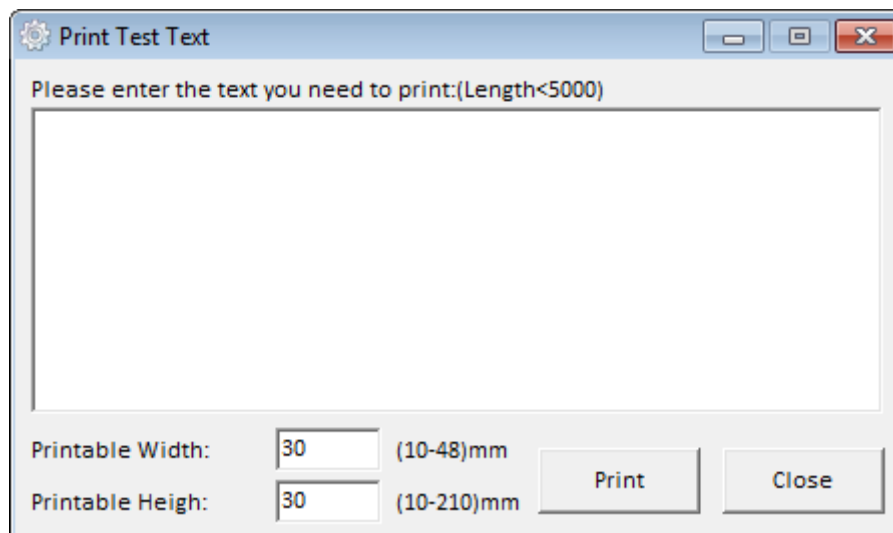 Print Test Text
Please enter the text you need to print:(Length<5000)
Printable Width: 30 (10-48)mm
Printable Heigh: 30 (10-210)mm
Print Close